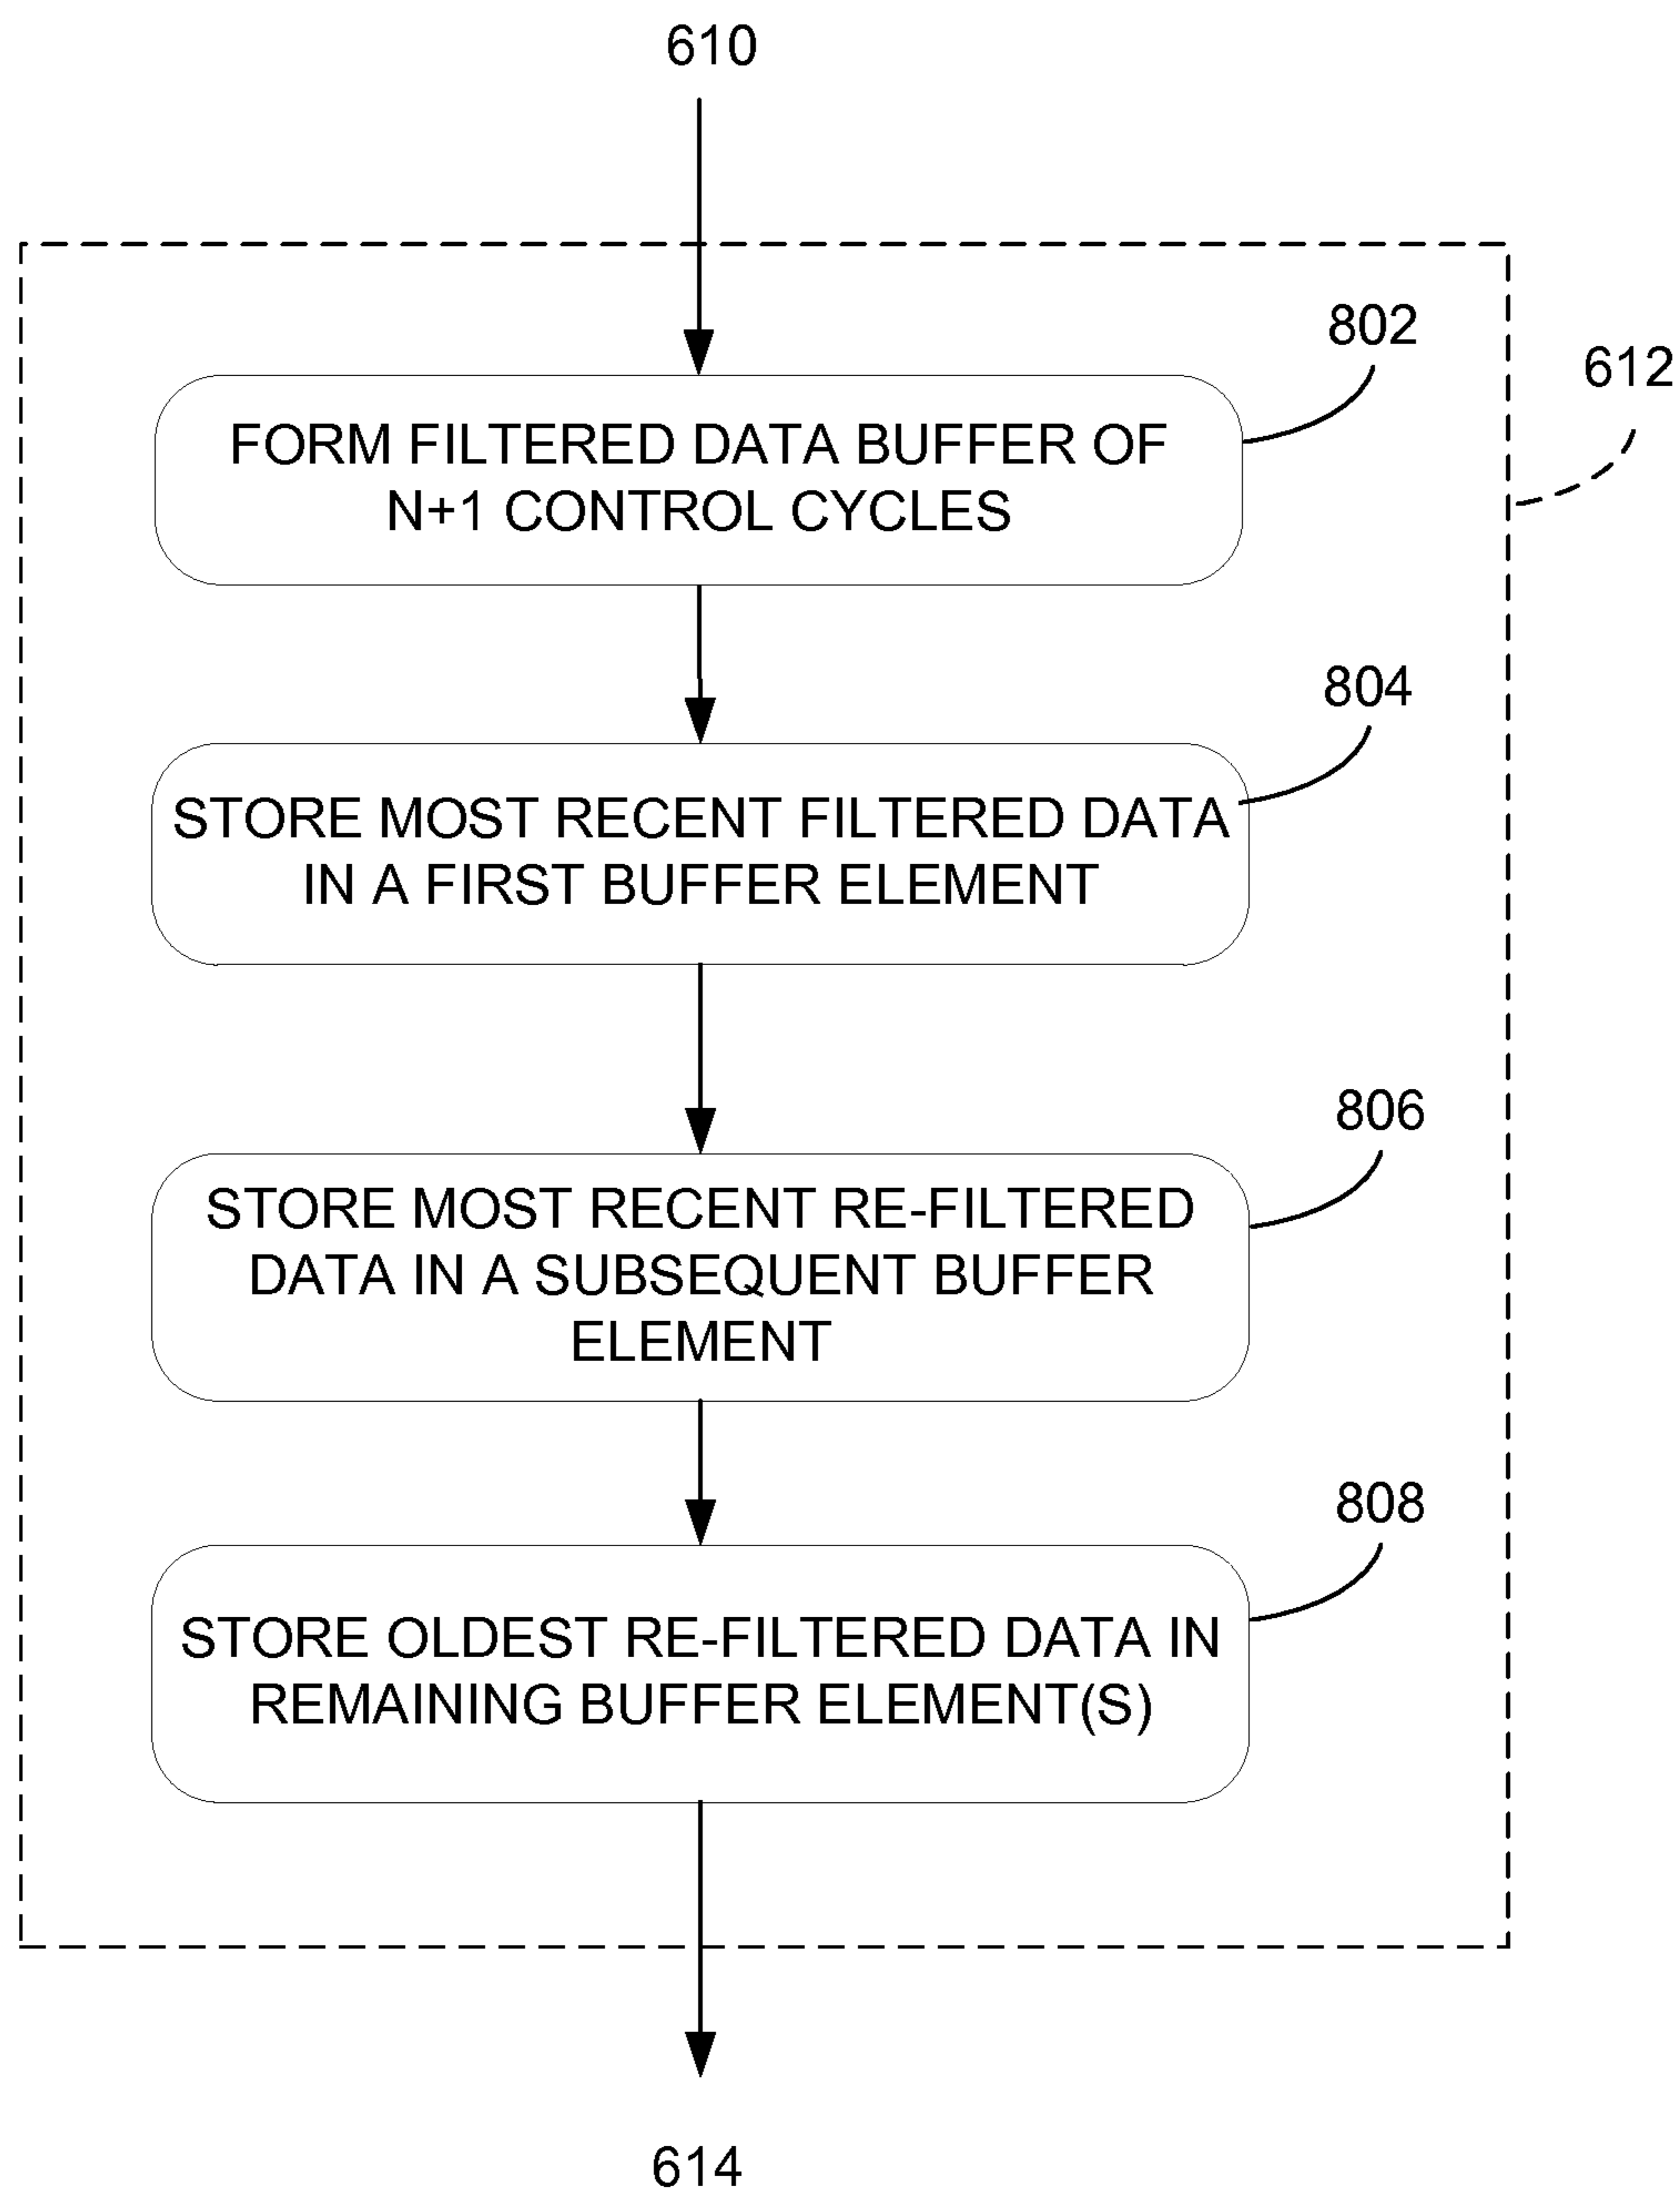 610
802
612
FORM FILTERED DATA BUFFER OF
N+1 CONTROL CYCLES
804
STORE MOST RECENT FILTERED DATA
IN A FIRST BUFFER ELEMENT
806
STORE MOST RECENT RE-FILTERED
DATA IN A SUBSEQUENT BUFFER
ELEMENT
808
STORE OLDEST RE-FILTERED DATA IN
REMAINING BUFFER ELEMENT(S)
614